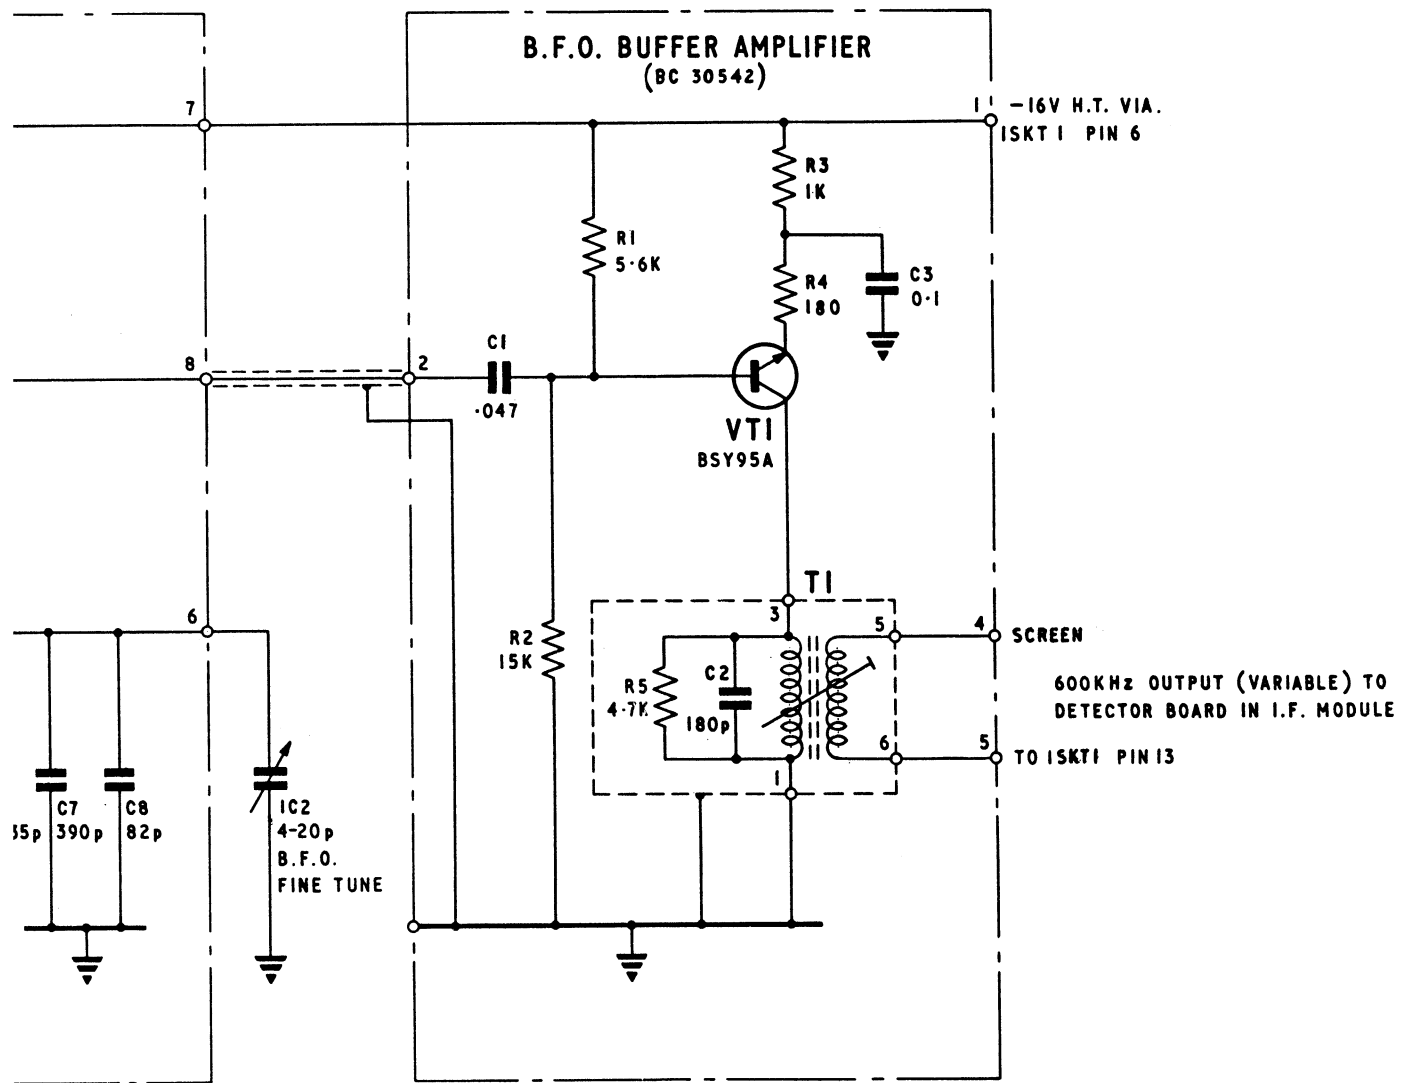 B.F.O. BUFFER AMPLIFIER
(BC 30542)
7
1
-16V H.T. VIA.
1SKT 1 PIN 6
R3
1K
R1
5·6K
R4
180
C3
0·1
8
2
C1
·047
VT1
BSY95A
6
T1
3
5
4
SCREEN
R2
15K
R5
4·7K
C2
180p
600KHz OUTPUT (VARIABLE) TO
DETECTOR BOARD IN I.F. MODULE
6
5
TO 1SKT1 PIN 13
1
35p
C7
390p
C8
82p
1C2
4-20p
B.F.O.
FINE TUNE